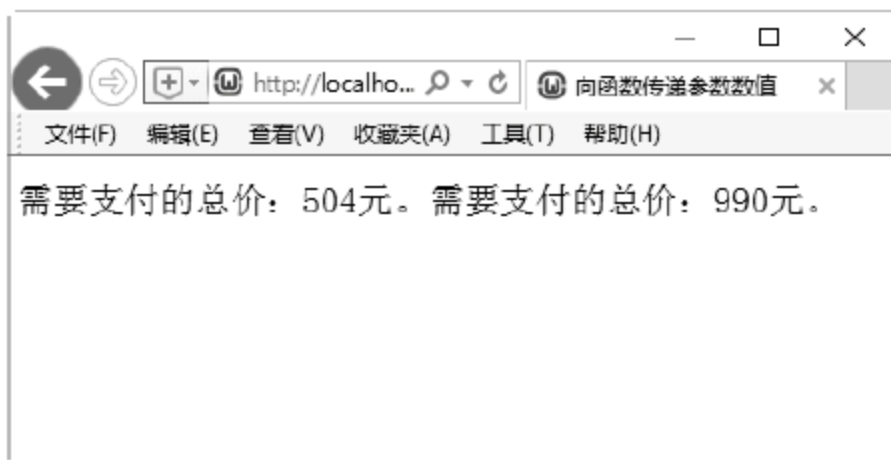 http://localho... 向函数传递参数数值
文件(F) 编辑(E) 查看(V) 收藏夹(A) 工具(T) 帮助(H)
需要支付的总价：504元。需要支付的总价：990元。